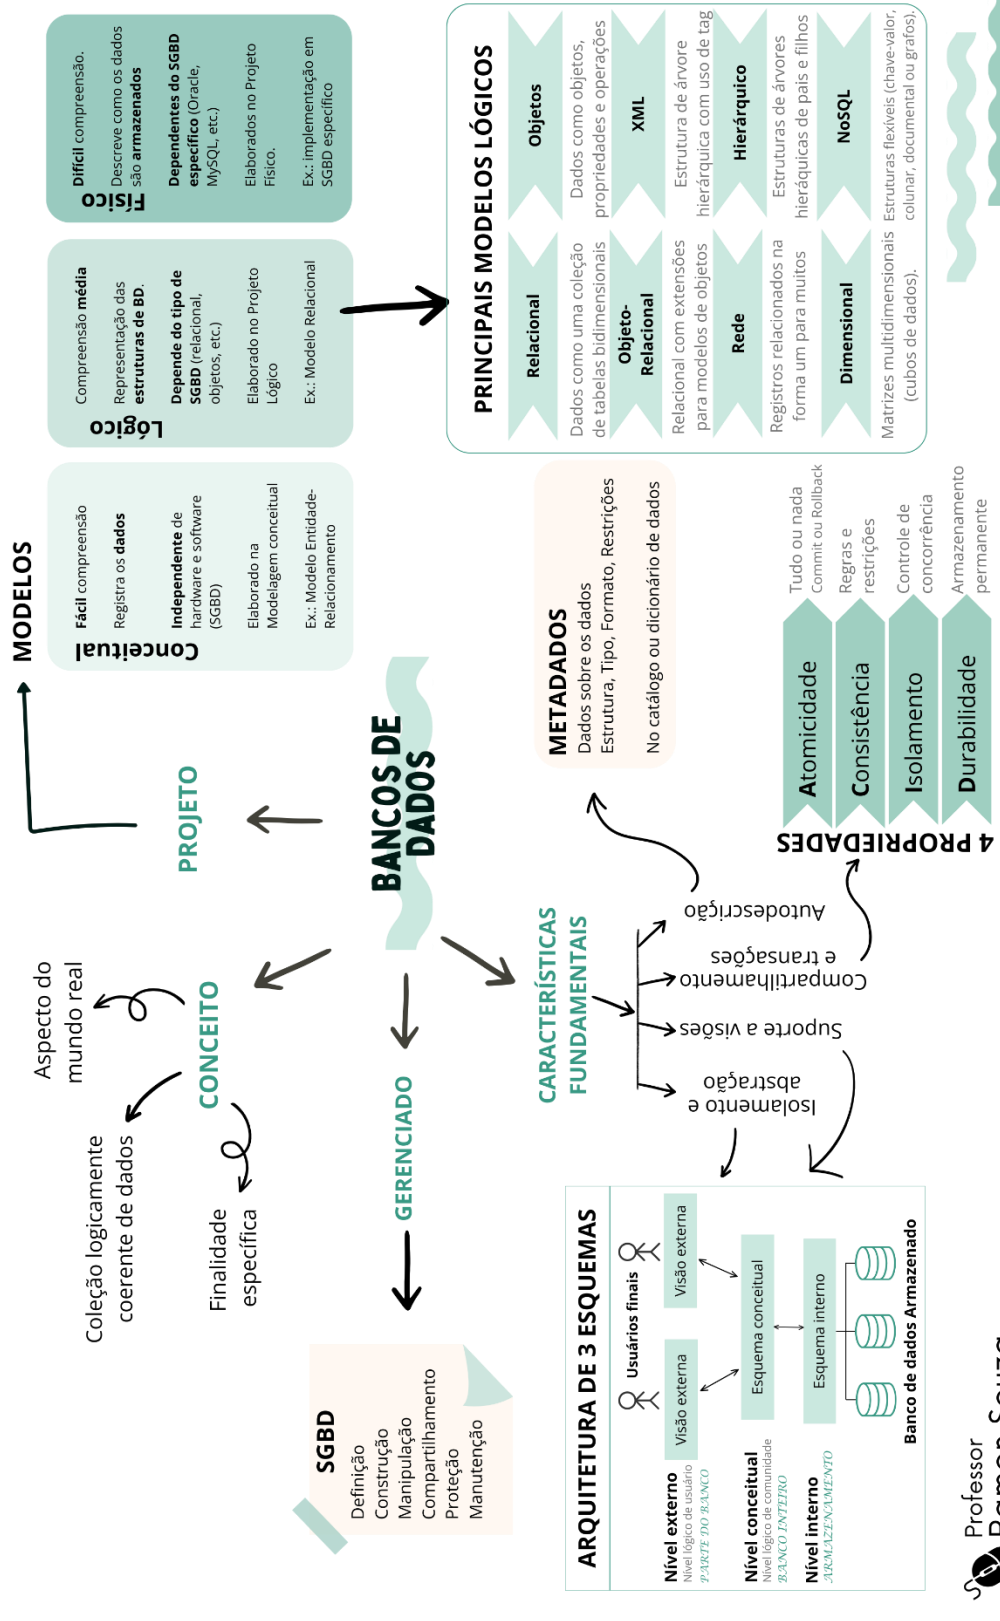 BANCOS DE
DADOS
CONCEITO
Coleção logicamente
coerente de dados
Aspecto do
mundo real
Finalidade
específica
PROJETO
MODELOS
Conceitual
Fácil compreensão
Registra os dados
Independente de
hardware e software
(SGBD)
Elaborado na
Modelagem conceitual
Ex.: Modelo Entidade-
Relacionamento
Lógico
Compreensão média
Representação das
estruturas de BD.
Depende do tipo de
SGBD (relacional,
objetos, etc.)
Elaborado no Projeto
Lógico
Ex.: Modelo Relacional
Físico
Difícil compreensão.
Descreve como os dados
são armazenados
Dependentes do SGBD
específico (Oracle,
MySQL, etc.)
Elaborados no Projeto
Físico.
Ex.: implementação em
SGBD específico
PRINCIPAIS MODELOS LÓGICOS
Relacional
Dados como uma coleção
de tabelas bidimensionais
Objeto-
Relacional
Relacional com extensões
para modelos de objetos
Rede
Registros relacionados na
forma um para muitos
Dimensional
Matrizes multidimensionais
(cubos de dados).
Objetos
Dados como objetos,
propriedades e operações
XML
Estrutura de árvore
hierárquica com uso de tag
Hierárquico
Estruturas de árvores
hieráquicas de pais e filhos
NoSQL
Estruturas flexíveis (chave-valor,
colunar, documental ou grafos).
GERENCIADO
SGBD
Definição
Construção
Manipulação
Compartilhamento
Proteção
Manutenção
CARACTERÍSTICAS
FUNDAMENTAIS
Isolamento e
abstração
Suporte a visões
Compartilhamento
e transações
Autodescrição
METADADOS
Dados sobre os dados
Estrutura, Tipo, Formato, Restrições
No catálogo ou dicionário de dados
4 PROPRIEDADES
Atomicidade
Tudo ou nada
Commit ou Rollback
Consistência
Regras e
restrições
Isolamento
Controle de
concorrência
Durabilidade
Armazenamento
permanente
ARQUITETURA DE 3 ESQUEMAS
Usuários finais
Nível externo
Nível lógico de usuário
PARTE DO BANCO
Visão externa
Visão externa
Nível conceitual
Nível lógico de comunidade
BANCO INTEIRO
Esquema conceitual
Nível interno
ARMAZENAMENTO
Esquema interno
Banco de dados Armazenado
Professor
Ramon Souza